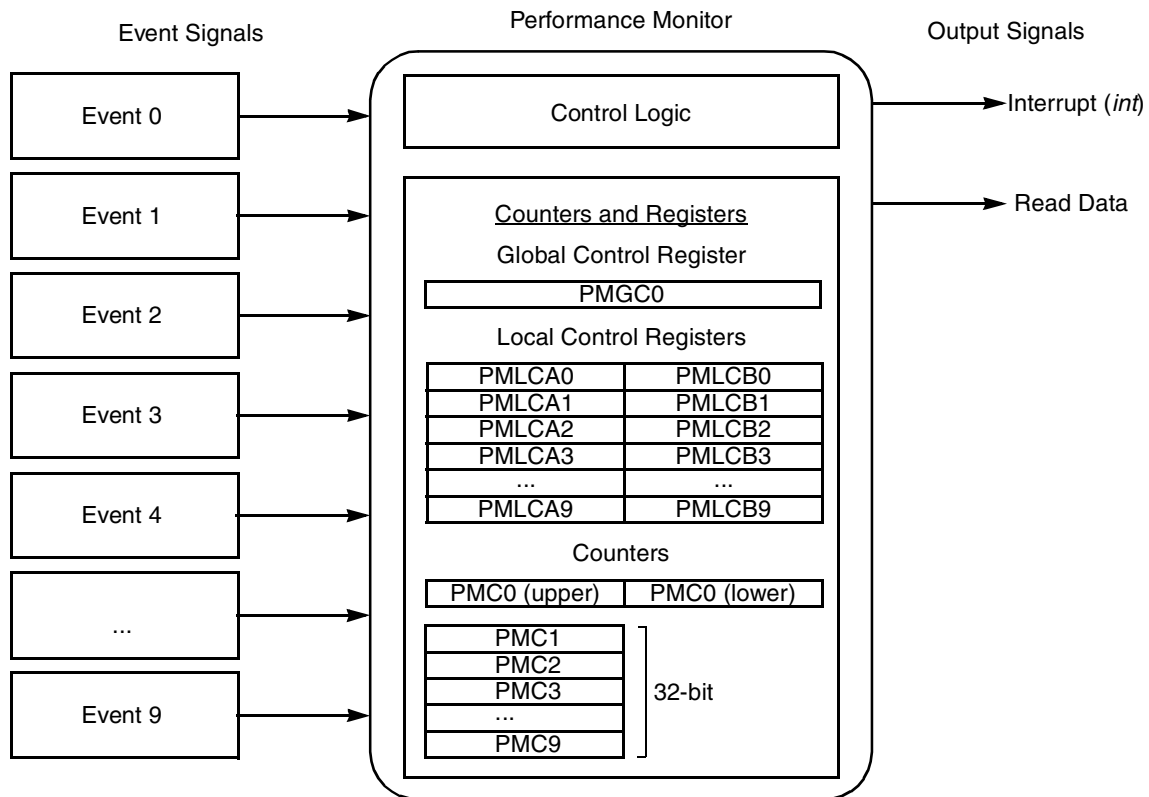 Event Signals
Performance Monitor
Output Signals
Event 0
Event 1
Event 2
Event 3
Event 4
...
Event 9
Control Logic
Counters and Registers
Global Control Register
PMGC0
Local Control Registers
PMLCA0 PMLCB0
PMLCA1 PMLCB1
PMLCA2 PMLCB2
PMLCA3 PMLCB3
... ...
PMLCA9 PMLCB9
Counters
PMC0 (upper) PMC0 (lower)
PMC1
PMC2
PMC3
...
PMC9
32-bit
Interrupt (int)
Read Data